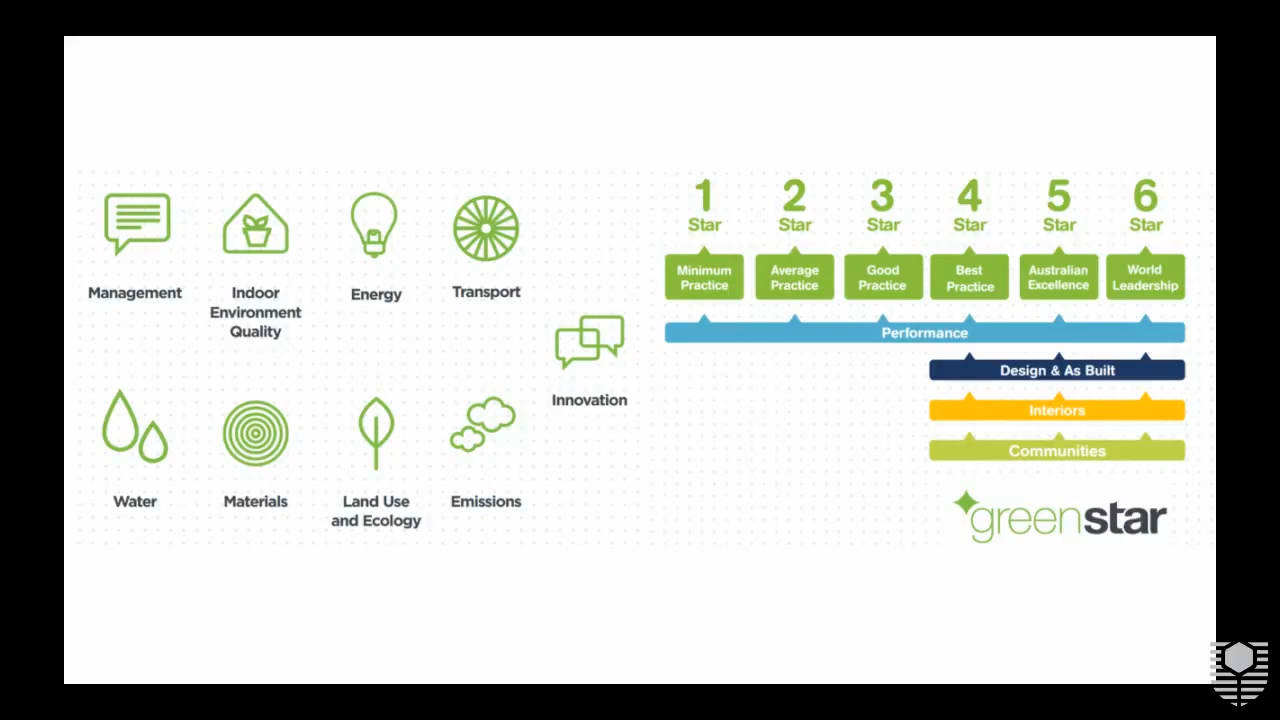 Management
Indoor
Environment
Quality
Energy
Transport
Innovation
Water
Materials
Land Use
and Ecology
Emissions
1
Star
2
Star
3
Star
4
Star
5
Star
6
Star
Minimum
Practice
Average
Practice
Good
Practice
Best
Practice
Australian
Excellence
World
Leadership
Performance
Design & As Built
Interiors
Communities
greenstar